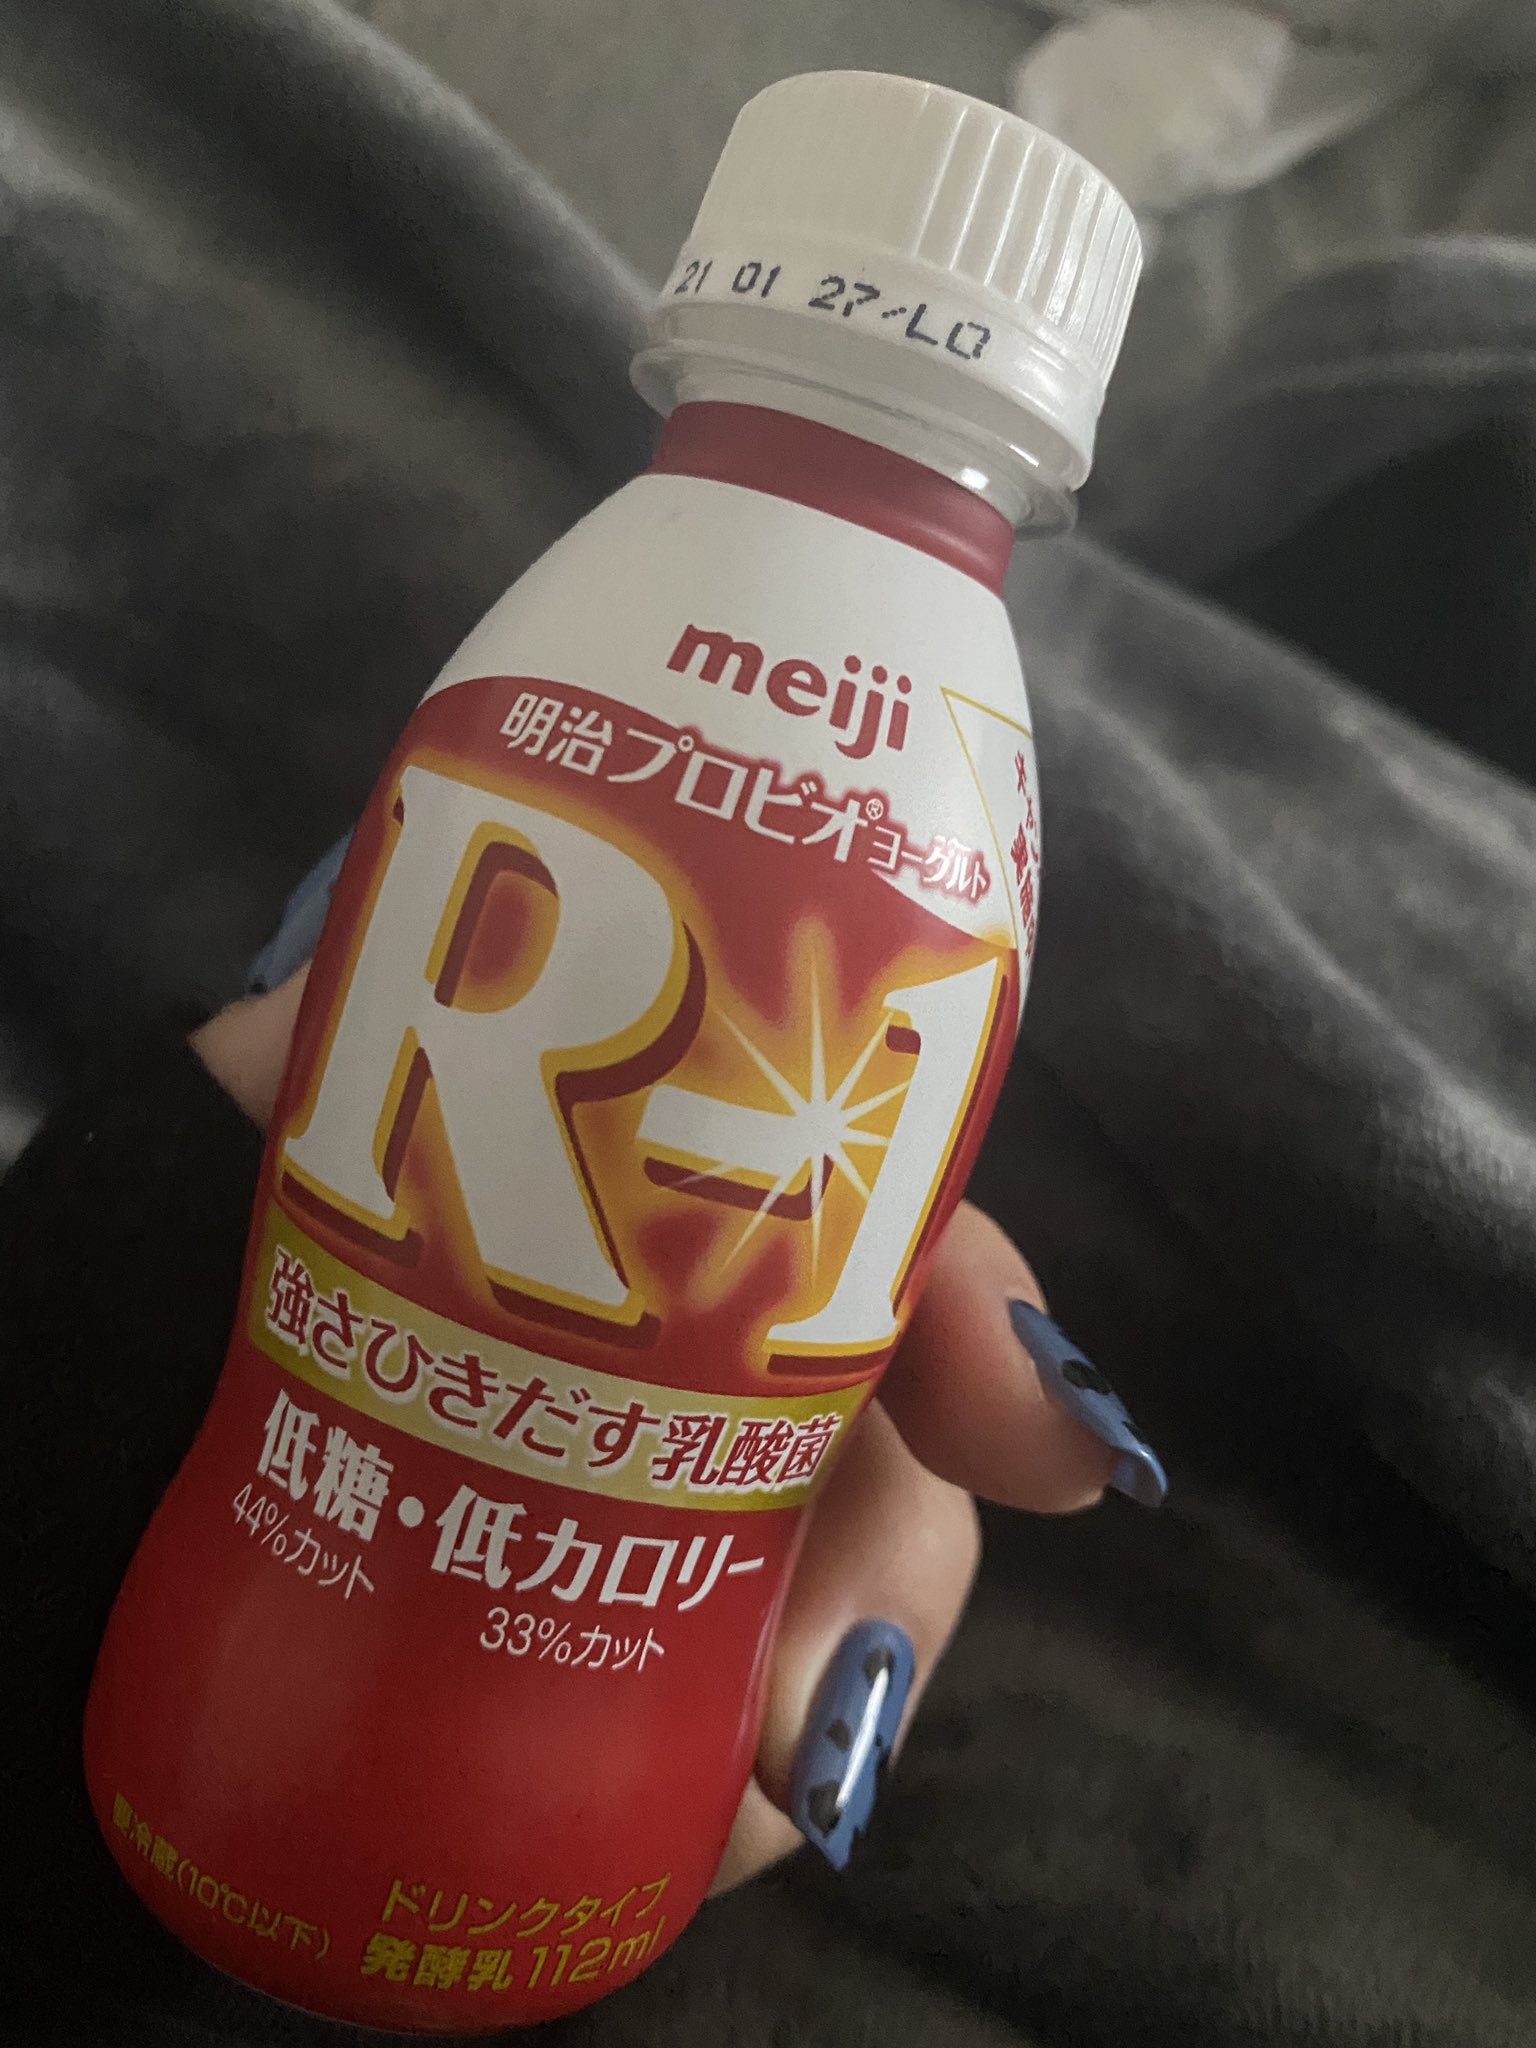 21 01 27/LD
meiji
明治プロビオ®ヨーグルト
R-1
強さひきだす乳酸菌
低糖・低カロリー
44%カット
33%カット
要冷蔵(10℃以下)
ドリンクタイプ
発酵乳 112ml